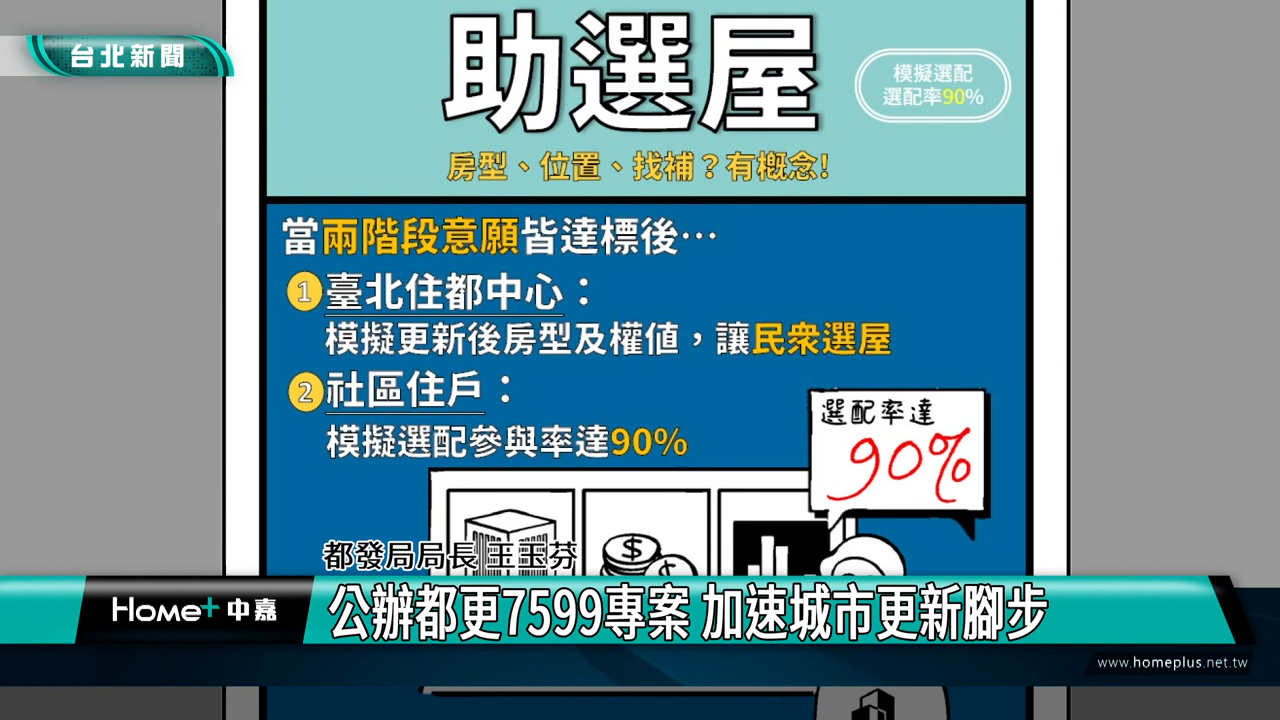 台北新聞
助選屋
模擬選配
選配率90%
房型、位置、找補？有概念!
當兩階段意願皆達標後…
1 臺北住都中心：
模擬更新後房型及權值，讓民眾選屋
2 社區住戶：
模擬選配參與率達90%
選配率達
90%
$
都發局局長 王玉芬
Home+ 中嘉
公辦都更7599專案 加速城市更新腳步
www.homeplus.net.tw